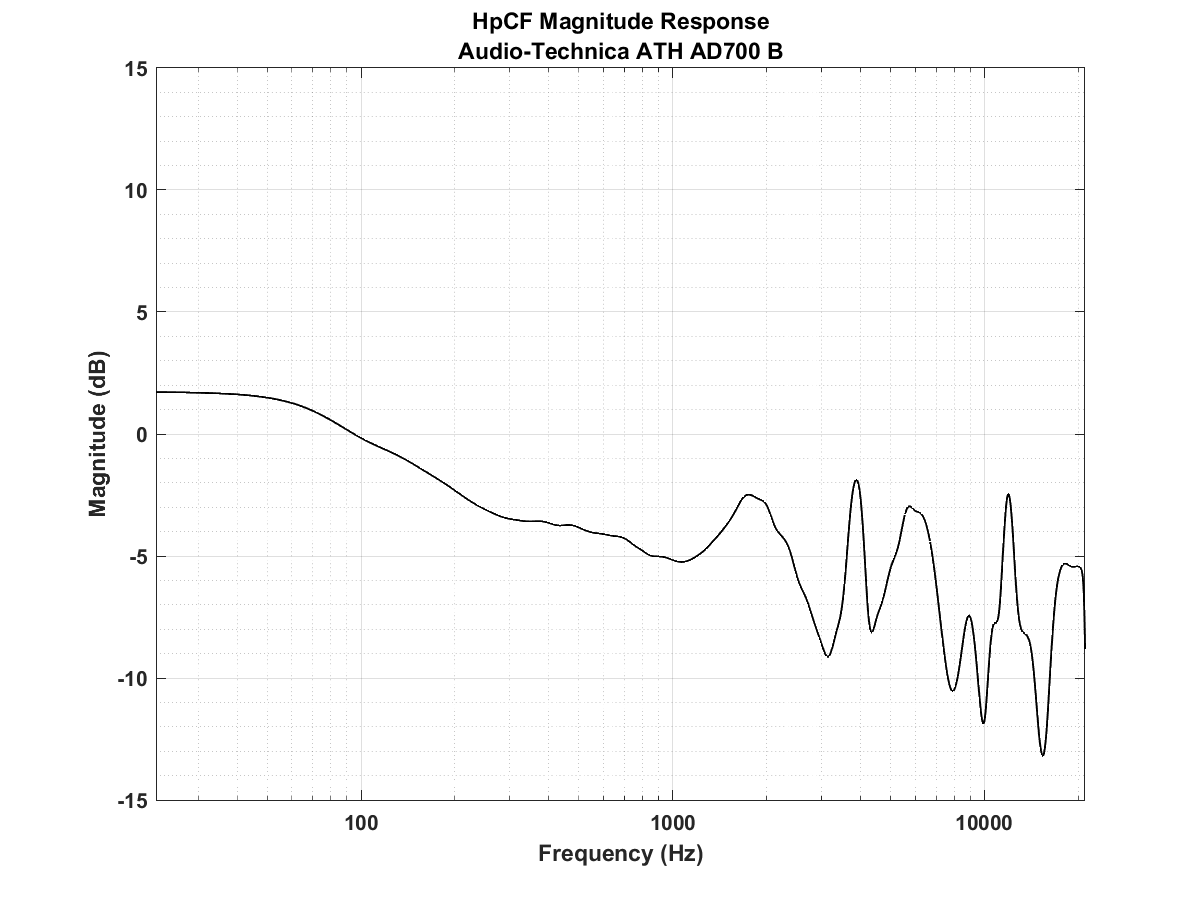 HpCF Magnitude Response
Audio-Technica ATH AD700 B
15
10
5
0
-5
-10
-15
Magnitude (dB)
100
1000
10000
Frequency (Hz)